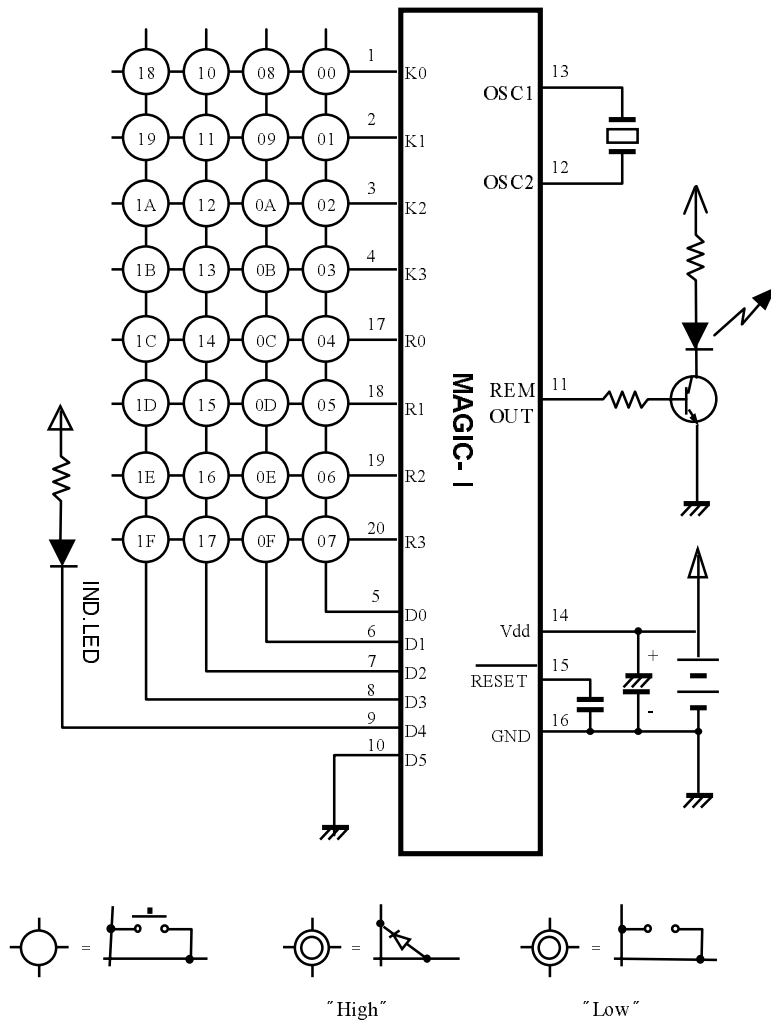 18 10 08 00 1 K0
19 11 09 01 2 K1
1A 12 0A 02 3 K2
1B 13 0B 03 4 K3
1C 14 0C 04 17 R0
1D 15 0D 05 18 R1
1E 16 0E 06 19 R2
1F 17 0F 07 20 R3
5 D0
6 D1
7 D2
8 D3
9 D4
10 D5
IND.LED
MAGIC- I
OSC1 13
OSC2 12
REM 11
OUT
Vdd 14
RESET 15
GND 16
+
-
=
=
=
"High"
"Low"